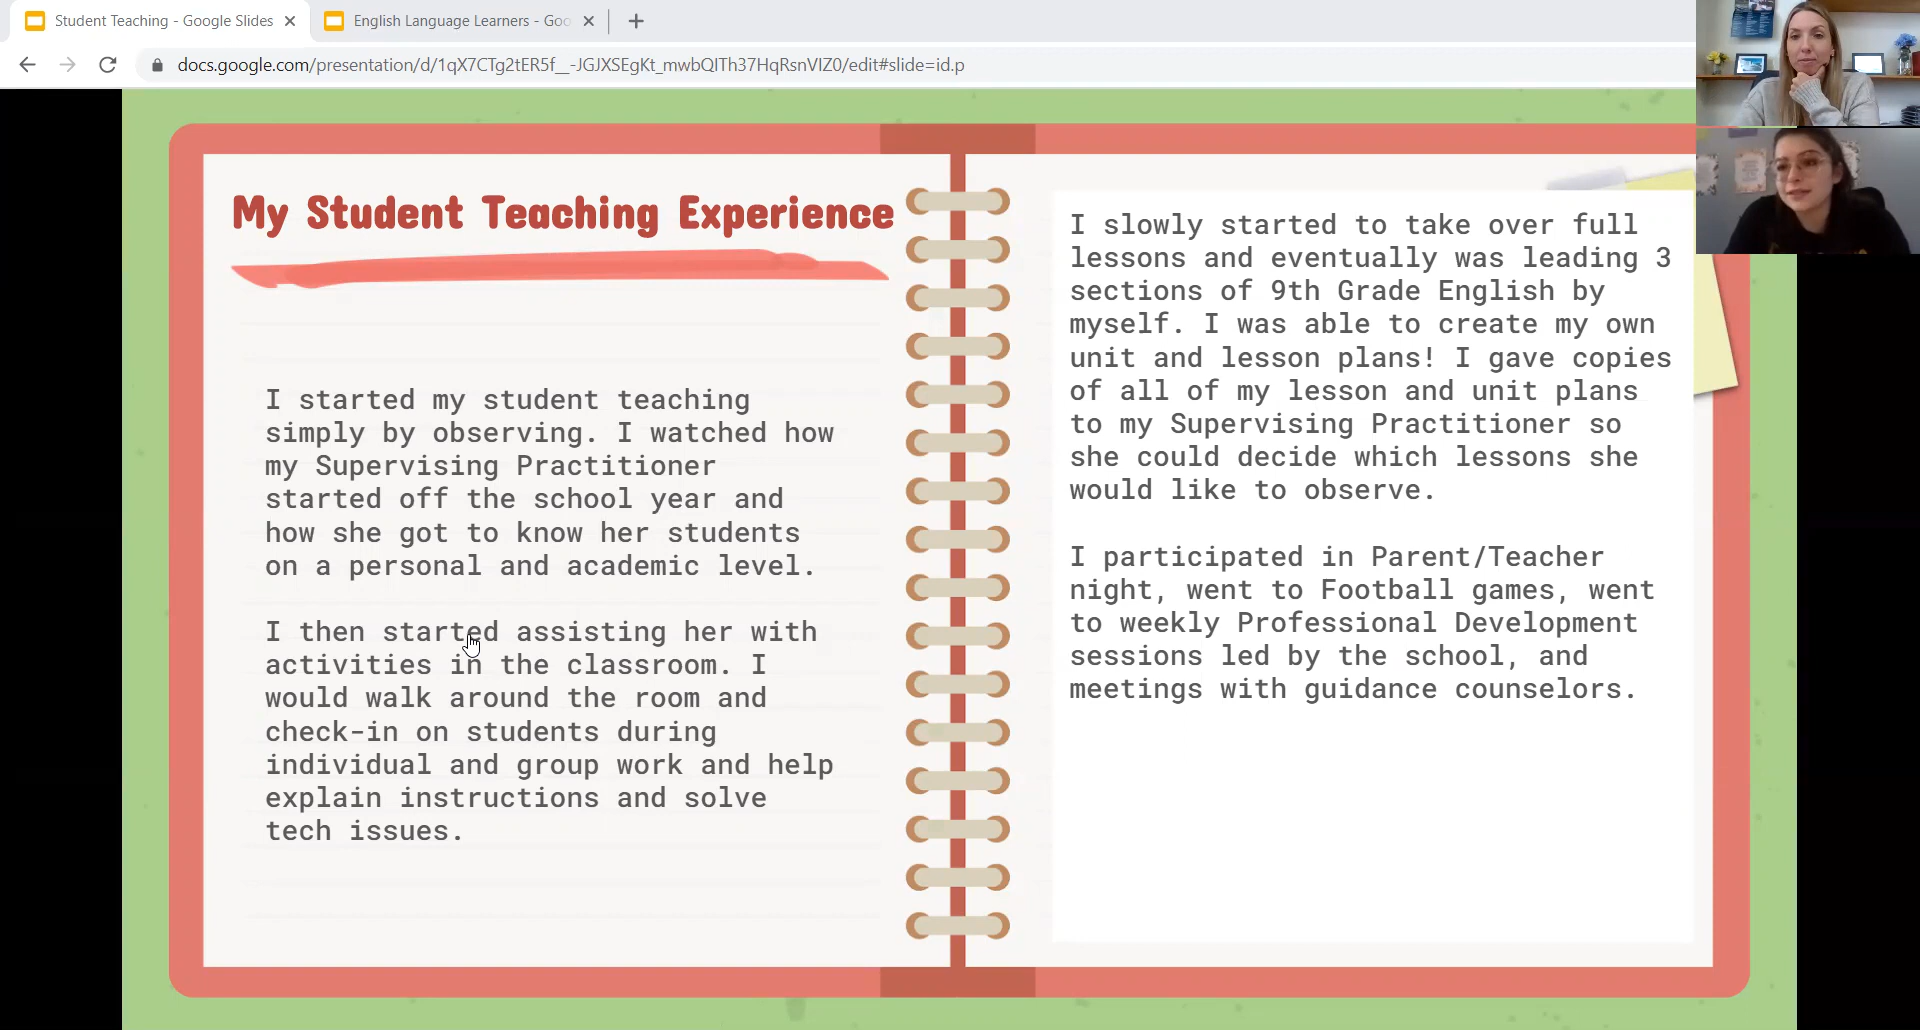 Student Teaching - Google Slides
English Language Learners - Goo
docs.google.com/presentation/d/1qX7CTg2tER5f__-JGJXSEgKt_mwbQITh37HqRsnVIZ0/edit#slide=id.p
My Student Teaching Experience
I started my student teaching
simply by observing. I watched how
my Supervising Practitioner
started off the school year and
how she got to know her students
on a personal and academic level.
I then started assisting her with
activities in the classroom. I
would walk around the room and
check-in on students during
individual and group work and help
explain instructions and solve
tech issues.
I slowly started to take over full
lessons and eventually was leading 3
sections of 9th Grade English by
myself. I was able to create my own
unit and lesson plans! I gave copies
of all of my lesson and unit plans
to my Supervising Practitioner so
she could decide which lessons she
would like to observe.
I participated in Parent/Teacher
night, went to Football games, went
to weekly Professional Development
sessions led by the school, and
meetings with guidance counselors.